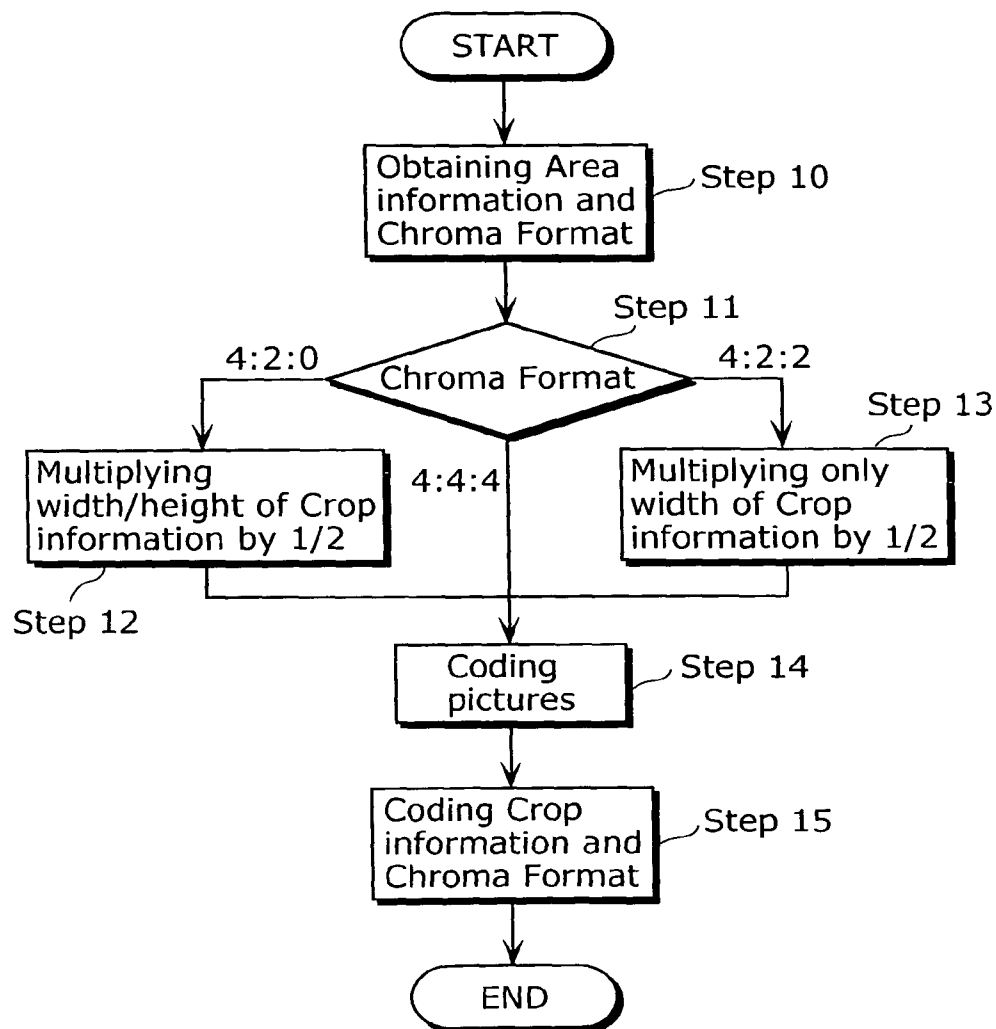 START
Obtaining Area
information and
Chroma Format
Step 10
Step 11
4:2:0
Chroma Format
4:2:2
Step 13
Multiplying
width/height of Crop
information by 1/2
4:4:4
Multiplying only
width of Crop
information by 1/2
Step 12
Coding
pictures
Step 14
Coding Crop
information and
Chroma Format
Step 15
END